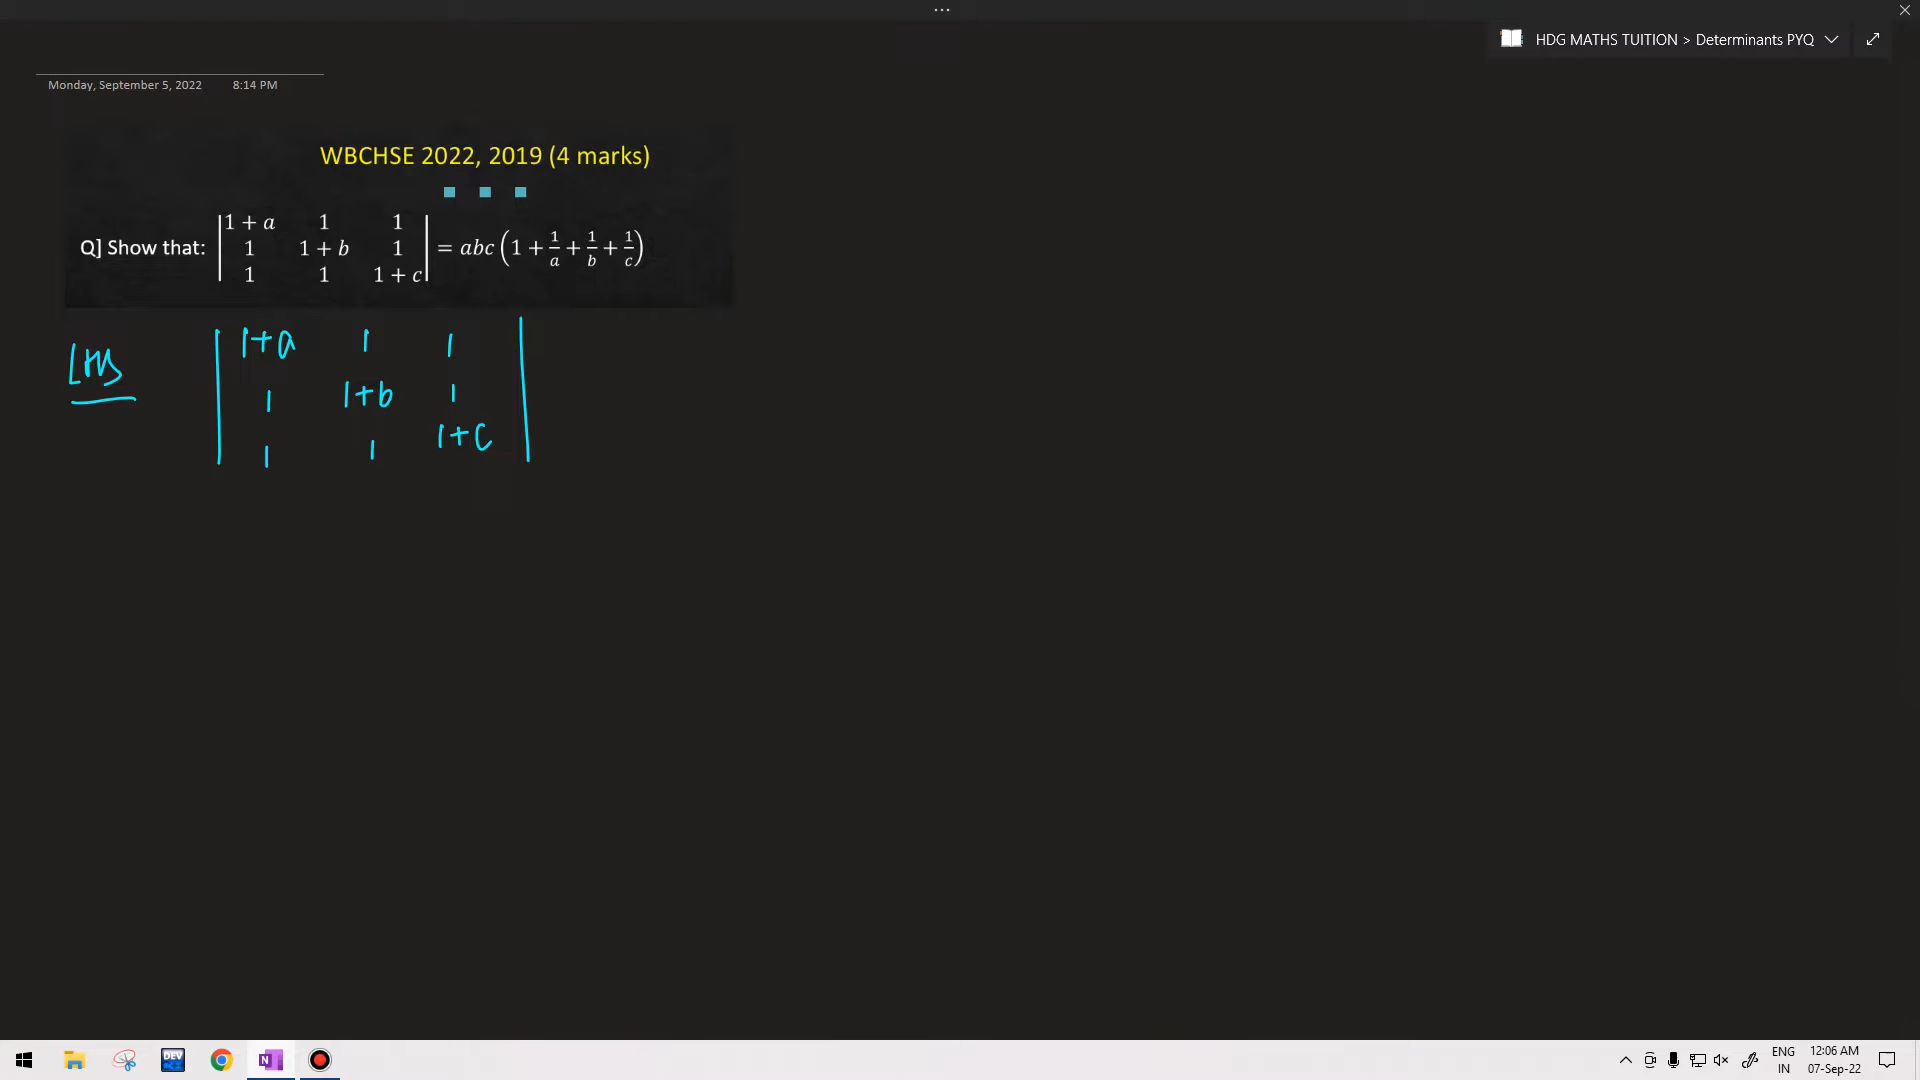 HDG MATHS TUITION > Determinants PYQ
Monday, September 5, 2022 8:14 PM
WBCHSE 2022, 2019 (4 marks)
Q] Show that: |1 + a 1 1|
|1 1 + b 1| = abc (1 + 1/a + 1/b + 1/c)
|1 1 1 + c|
LHS | 1+a 1 1 |
| 1 1+b 1 |
| 1 1 1+c |
DEV
N
ENG
IN
12:06 AM
07-Sep-22